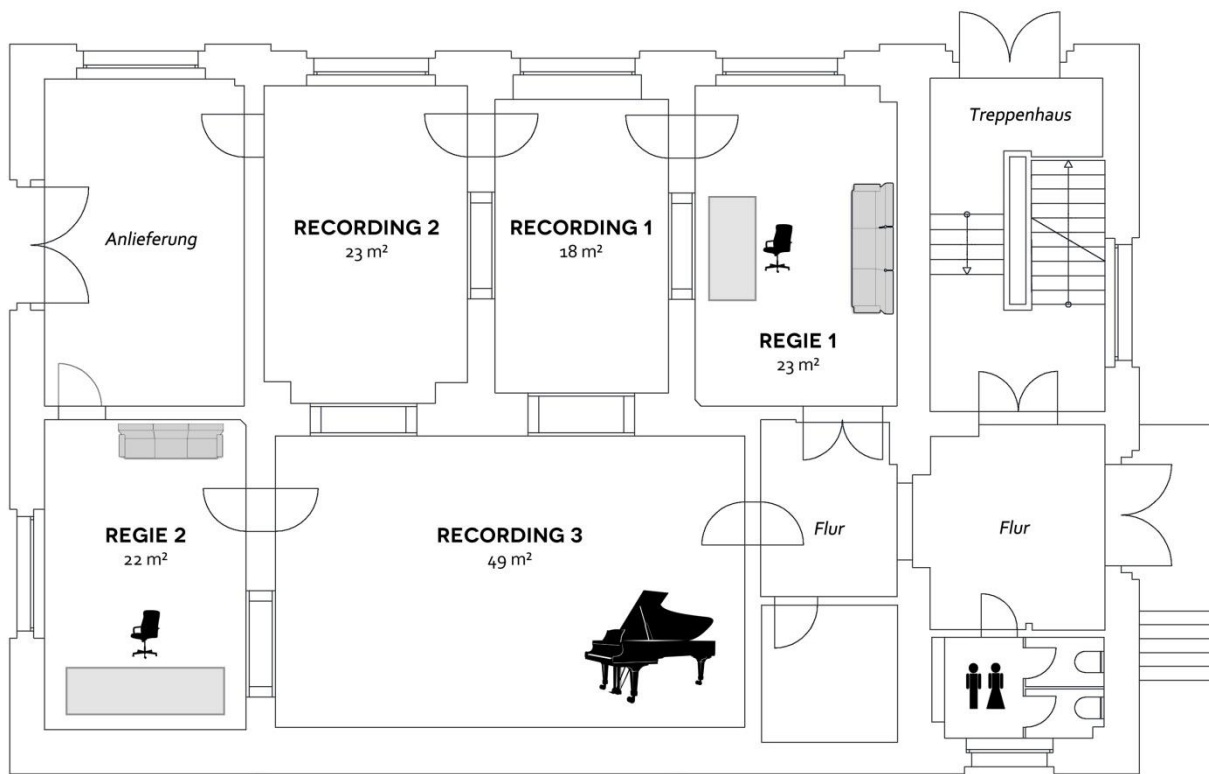 Treppenhaus
Anlieferung
RECORDING 2
23 m²
RECORDING 1
18 m²
REGIE 1
23 m²
REGIE 2
22 m²
RECORDING 3
49 m²
Flur
Flur